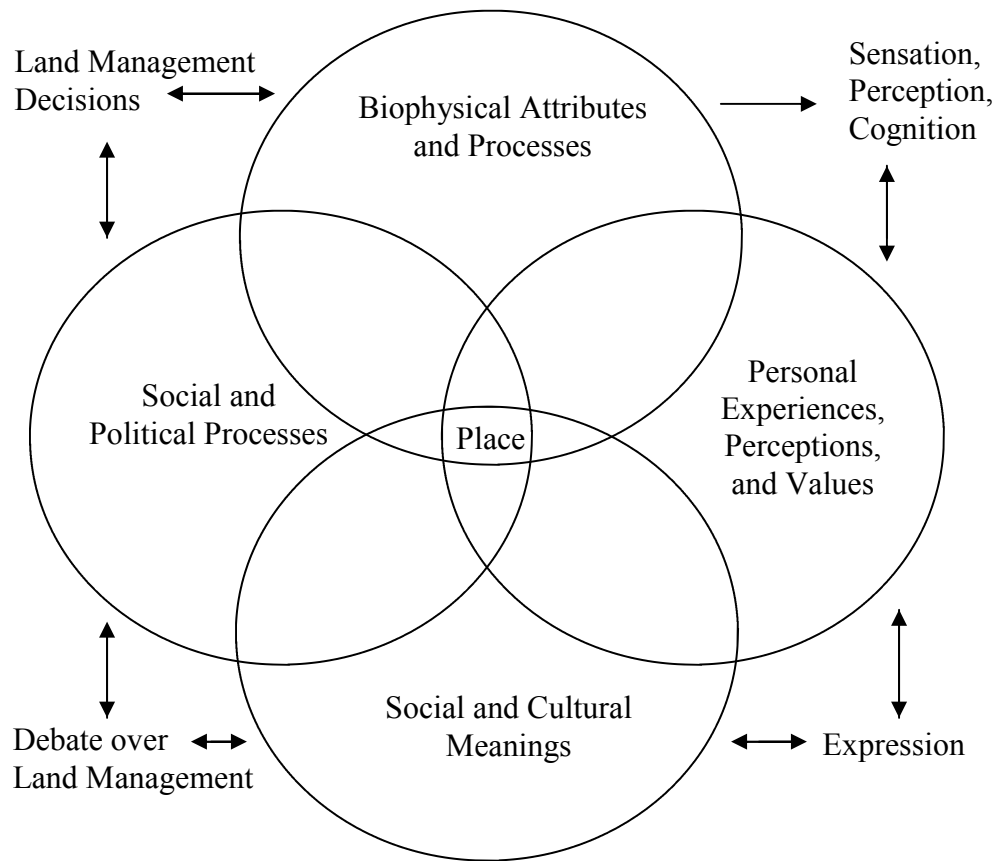 Land Management
Decisions
Biophysical Attributes
and Processes
Sensation,
Perception,
Cognition
Social and
Political Processes
Place
Personal
Experiences,
Perceptions,
and Values
Social and Cultural
Meanings
Debate over
Land Management
Expression